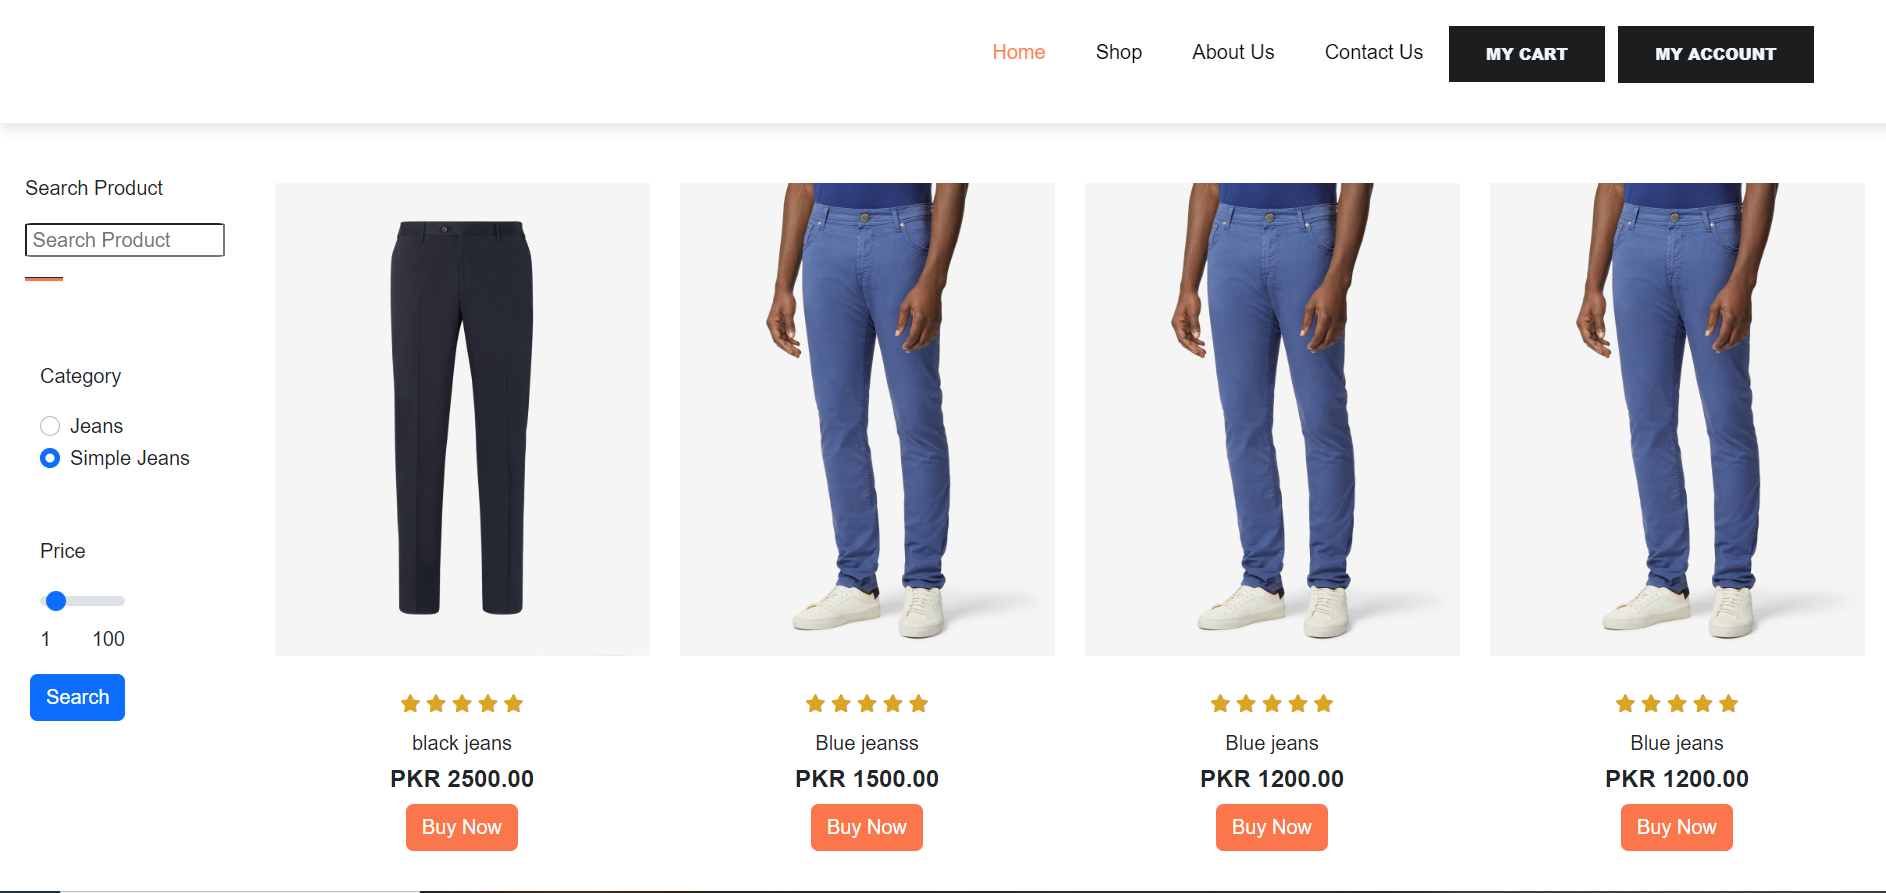 Home Shop About Us Contact Us MY CART MY ACCOUNT
Search Product
Search Product
Category
Jeans
Simple Jeans
Price
1 100
Search
black jeans
PKR 2500.00
Buy Now
Blue jeanss
PKR 1500.00
Buy Now
Blue jeans
PKR 1200.00
Buy Now
Blue jeans
PKR 1200.00
Buy Now